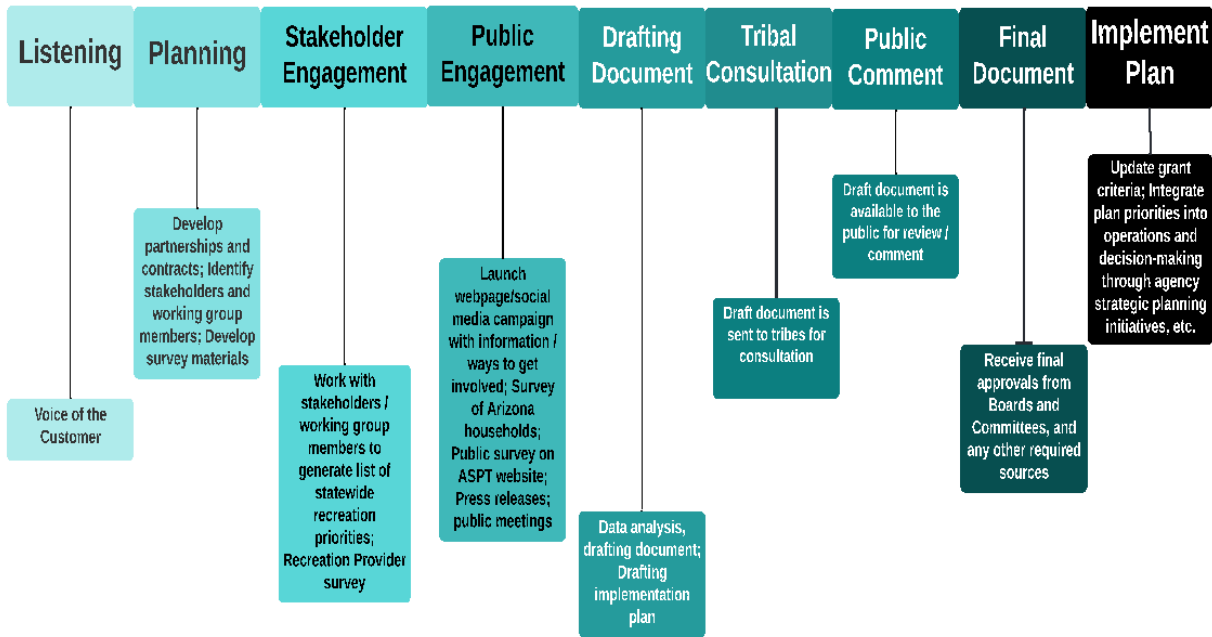 Listening
Planning
Stakeholder
Engagement
Public
Engagement
Drafting
Document
Tribal
Consultation
Public
Comment
Final
Document
Implement
Plan
Voice of the
Customer
Develop
partnerships and
contracts; Identify
stakeholders and
working group
members; Develop
survey materials
Work with
stakeholders /
working group
members to
generate list of
statewide
recreation
priorities;
Recreation Provider
survey
Launch
webpage/social
media campaign
with information /
ways to get
involved; Survey
of Arizona
households;
Public survey on
ASPT website;
Press releases;
public meetings
Data analysis,
drafting document;
Drafting
implementation
plan
Draft document is
sent to tribes for
consultation
Draft document is
available to the
public for review /
comment
Receive final
approvals from
Boards and
Committees, and
any other required
sources
Update grant
criteria; Integrate
plan priorities into
operations and
decision-making
through agency
strategic planning
initiatives, etc.